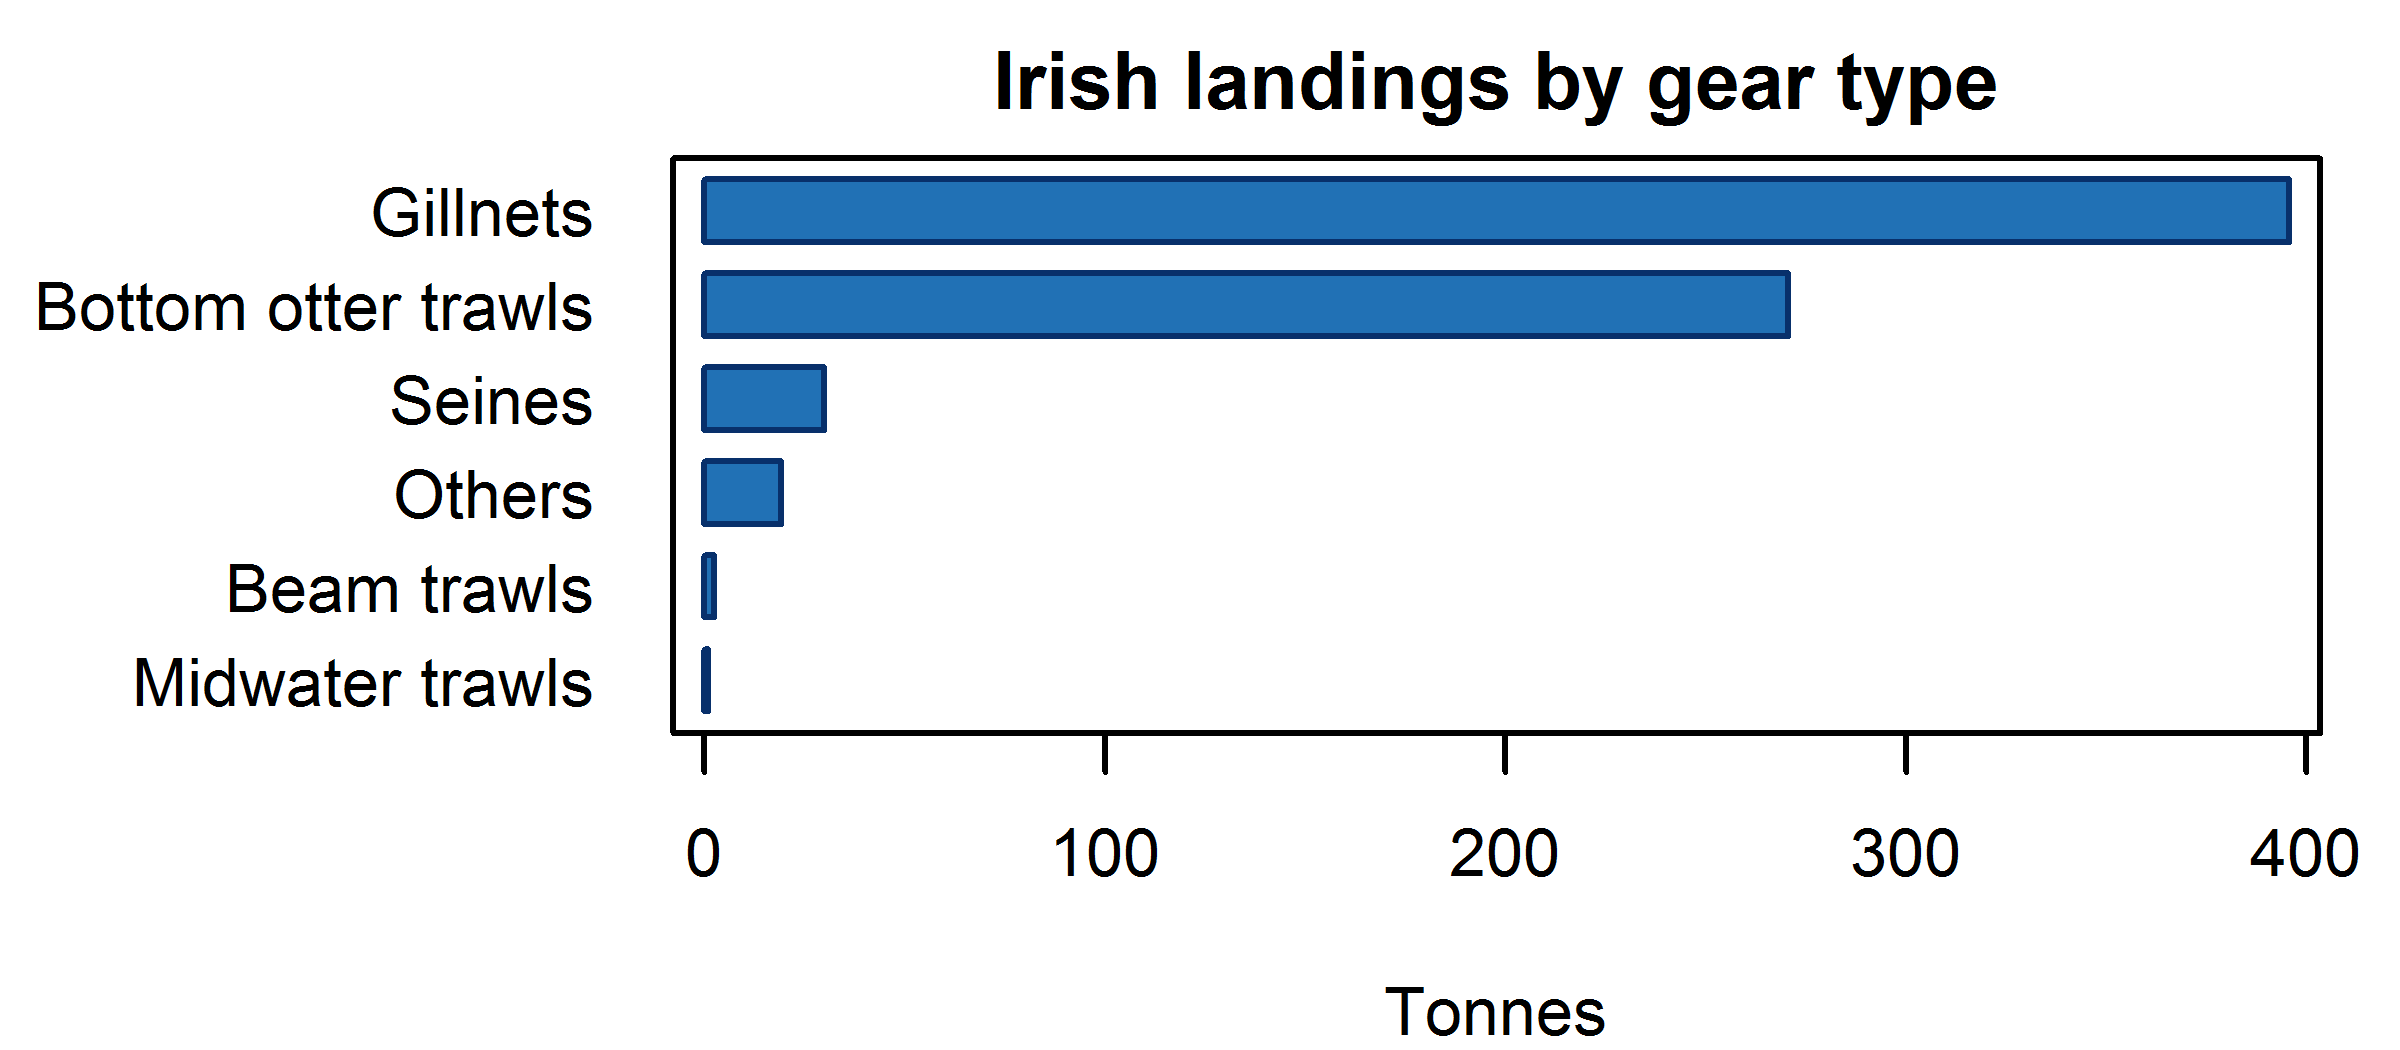 Irish landings by gear type
Gillnets
Bottom otter trawls
Seines
Others
Beam trawls
Midwater trawls
0 100 200 300 400
Tonnes